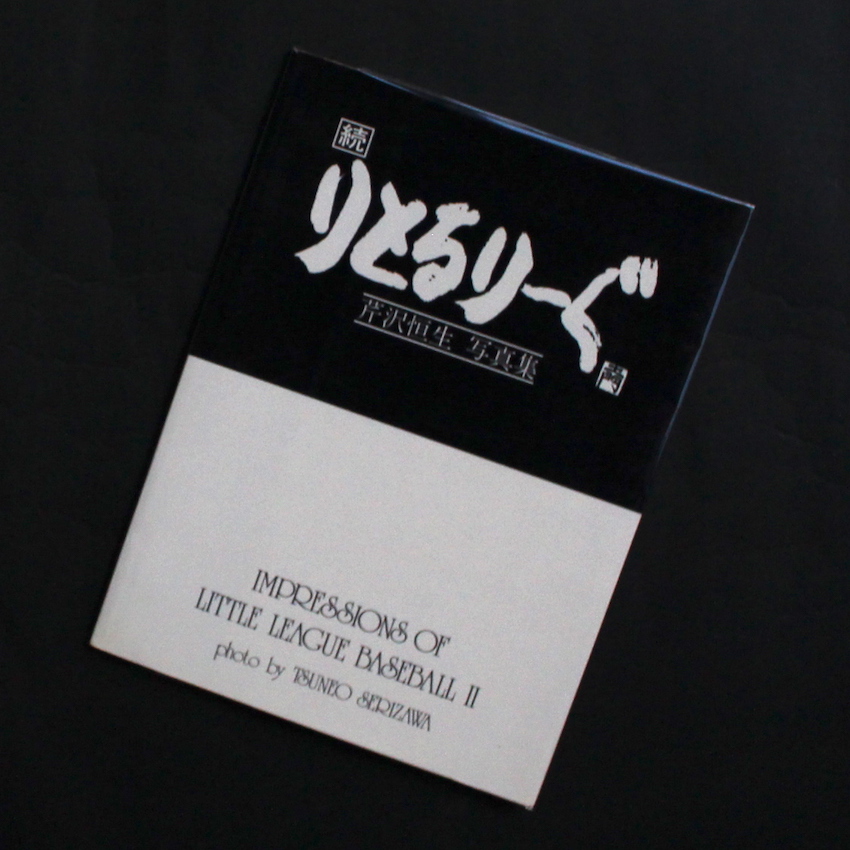 続
りとるりーぐ
芹沢恒生 写真集
IMPRESSIONS OF
LITTLE LEAGUE BASEBALL II
photo by TSUNEO SERIZAWA